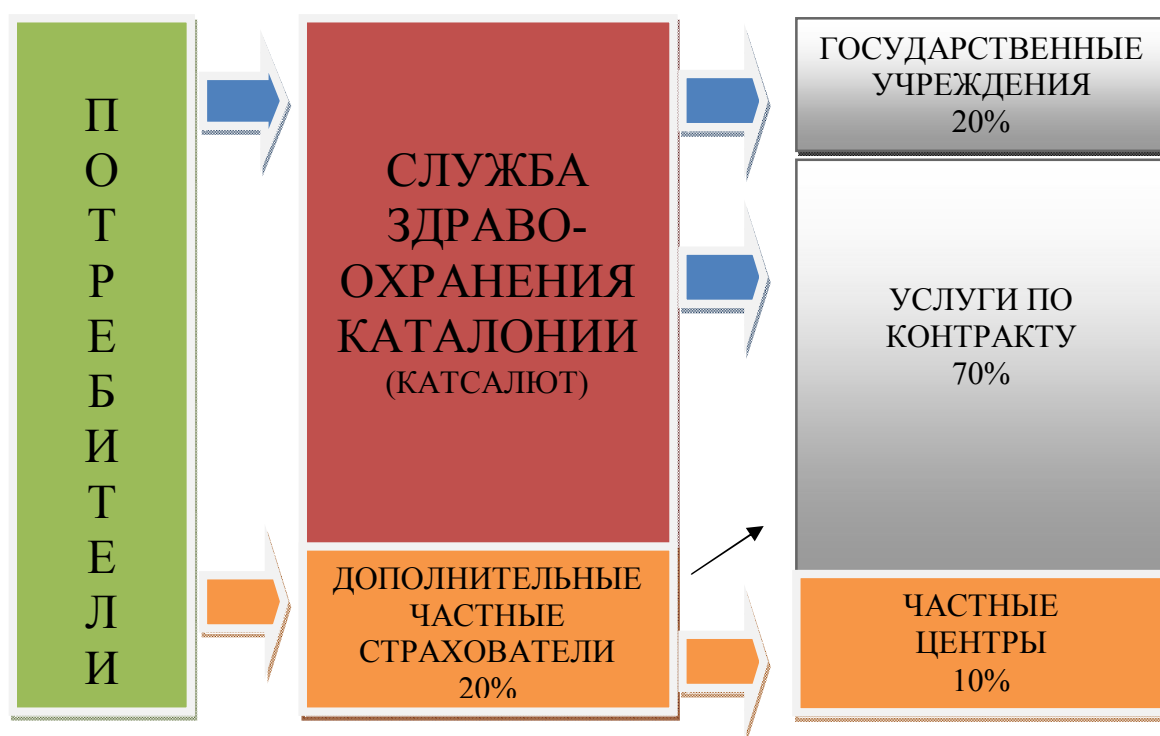 ПОТРЕБИТЕЛИ
СЛУЖБА
ЗДРАВО-
ОХРАНЕНИЯ
КАТАЛОНИИ
(КАТСАЛЮТ)
ДОПОЛНИТЕЛЬНЫЕ
ЧАСТНЫЕ
СТРАХОВАТЕЛИ
20%
ГОСУДАРСТВЕННЫЕ
УЧРЕЖДЕНИЯ
20%
УСЛУГИ ПО
КОНТРАКТУ
70%
ЧАСТНЫЕ
ЦЕНТРЫ
10%